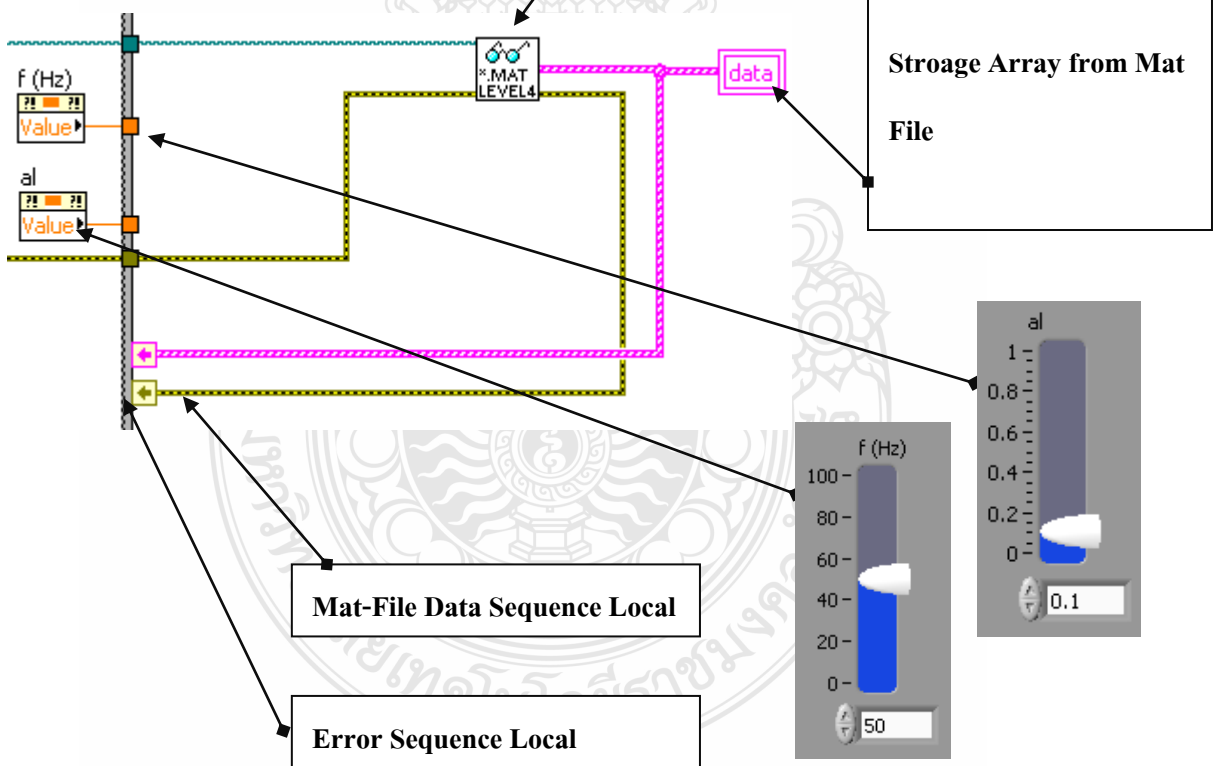 Stroage Array from Mat
File
*.MAT
LEVEL4
data
f (Hz)
?! ?!
Value
al
?! ?!
Value
al
1
0.8
0.6
0.4
0.2
0
0.1
f (Hz)
100
80
60
40
20
0
50
Mat-File Data Sequence Local
Error Sequence Local